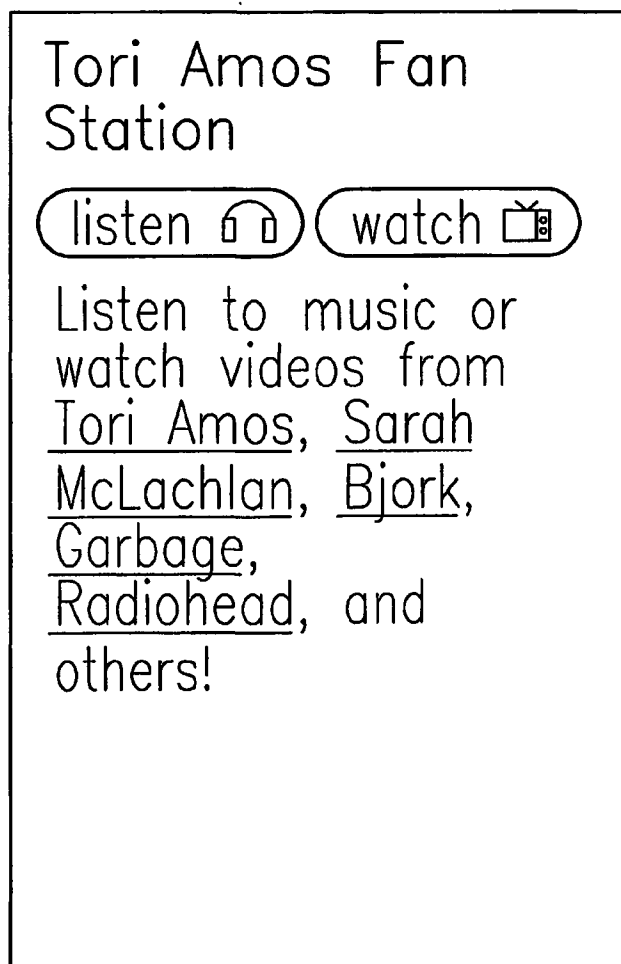 Tori Amos Fan
Station
listen watch
Listen to music or
watch videos from
Tori Amos, Sarah
McLachlan, Bjork,
Garbage,
Radiohead, and
others!